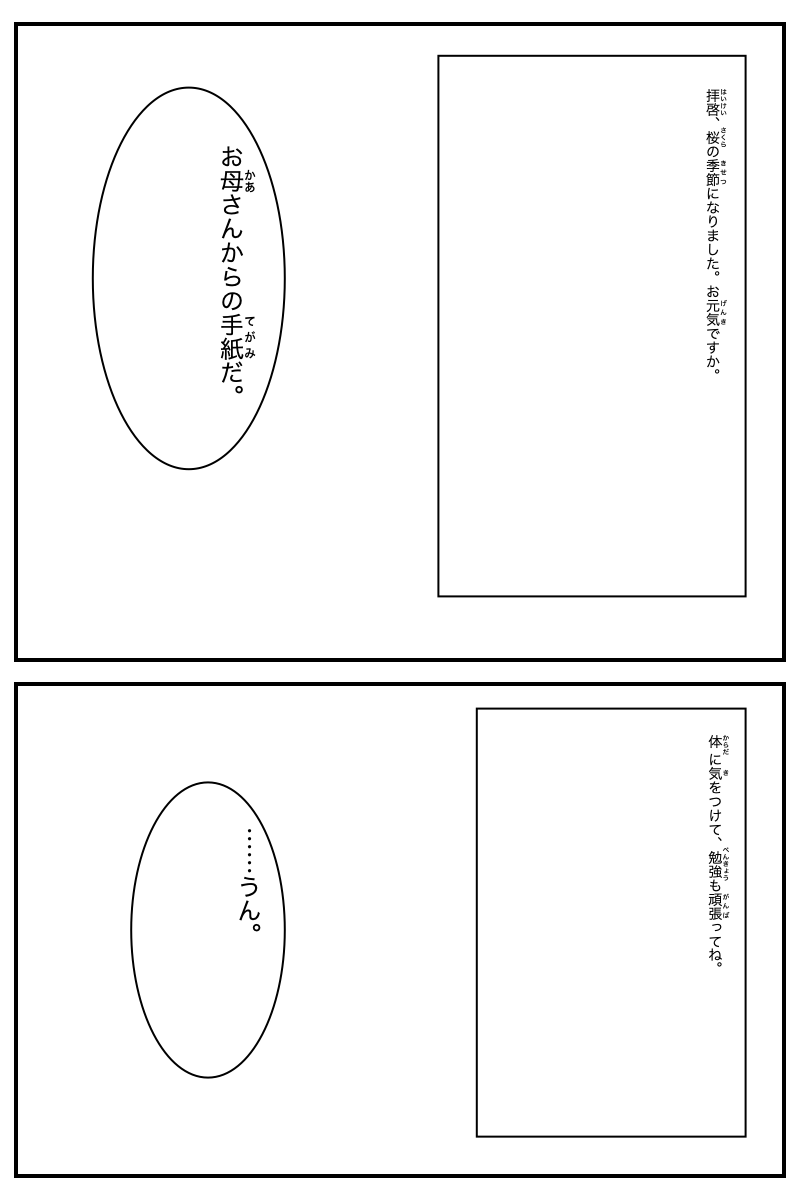 拝啓、桜の季節になりました。お元気ですか。
お母さんからの手紙だ。
体に気をつけて、勉強も頑張ってね。
……うん。